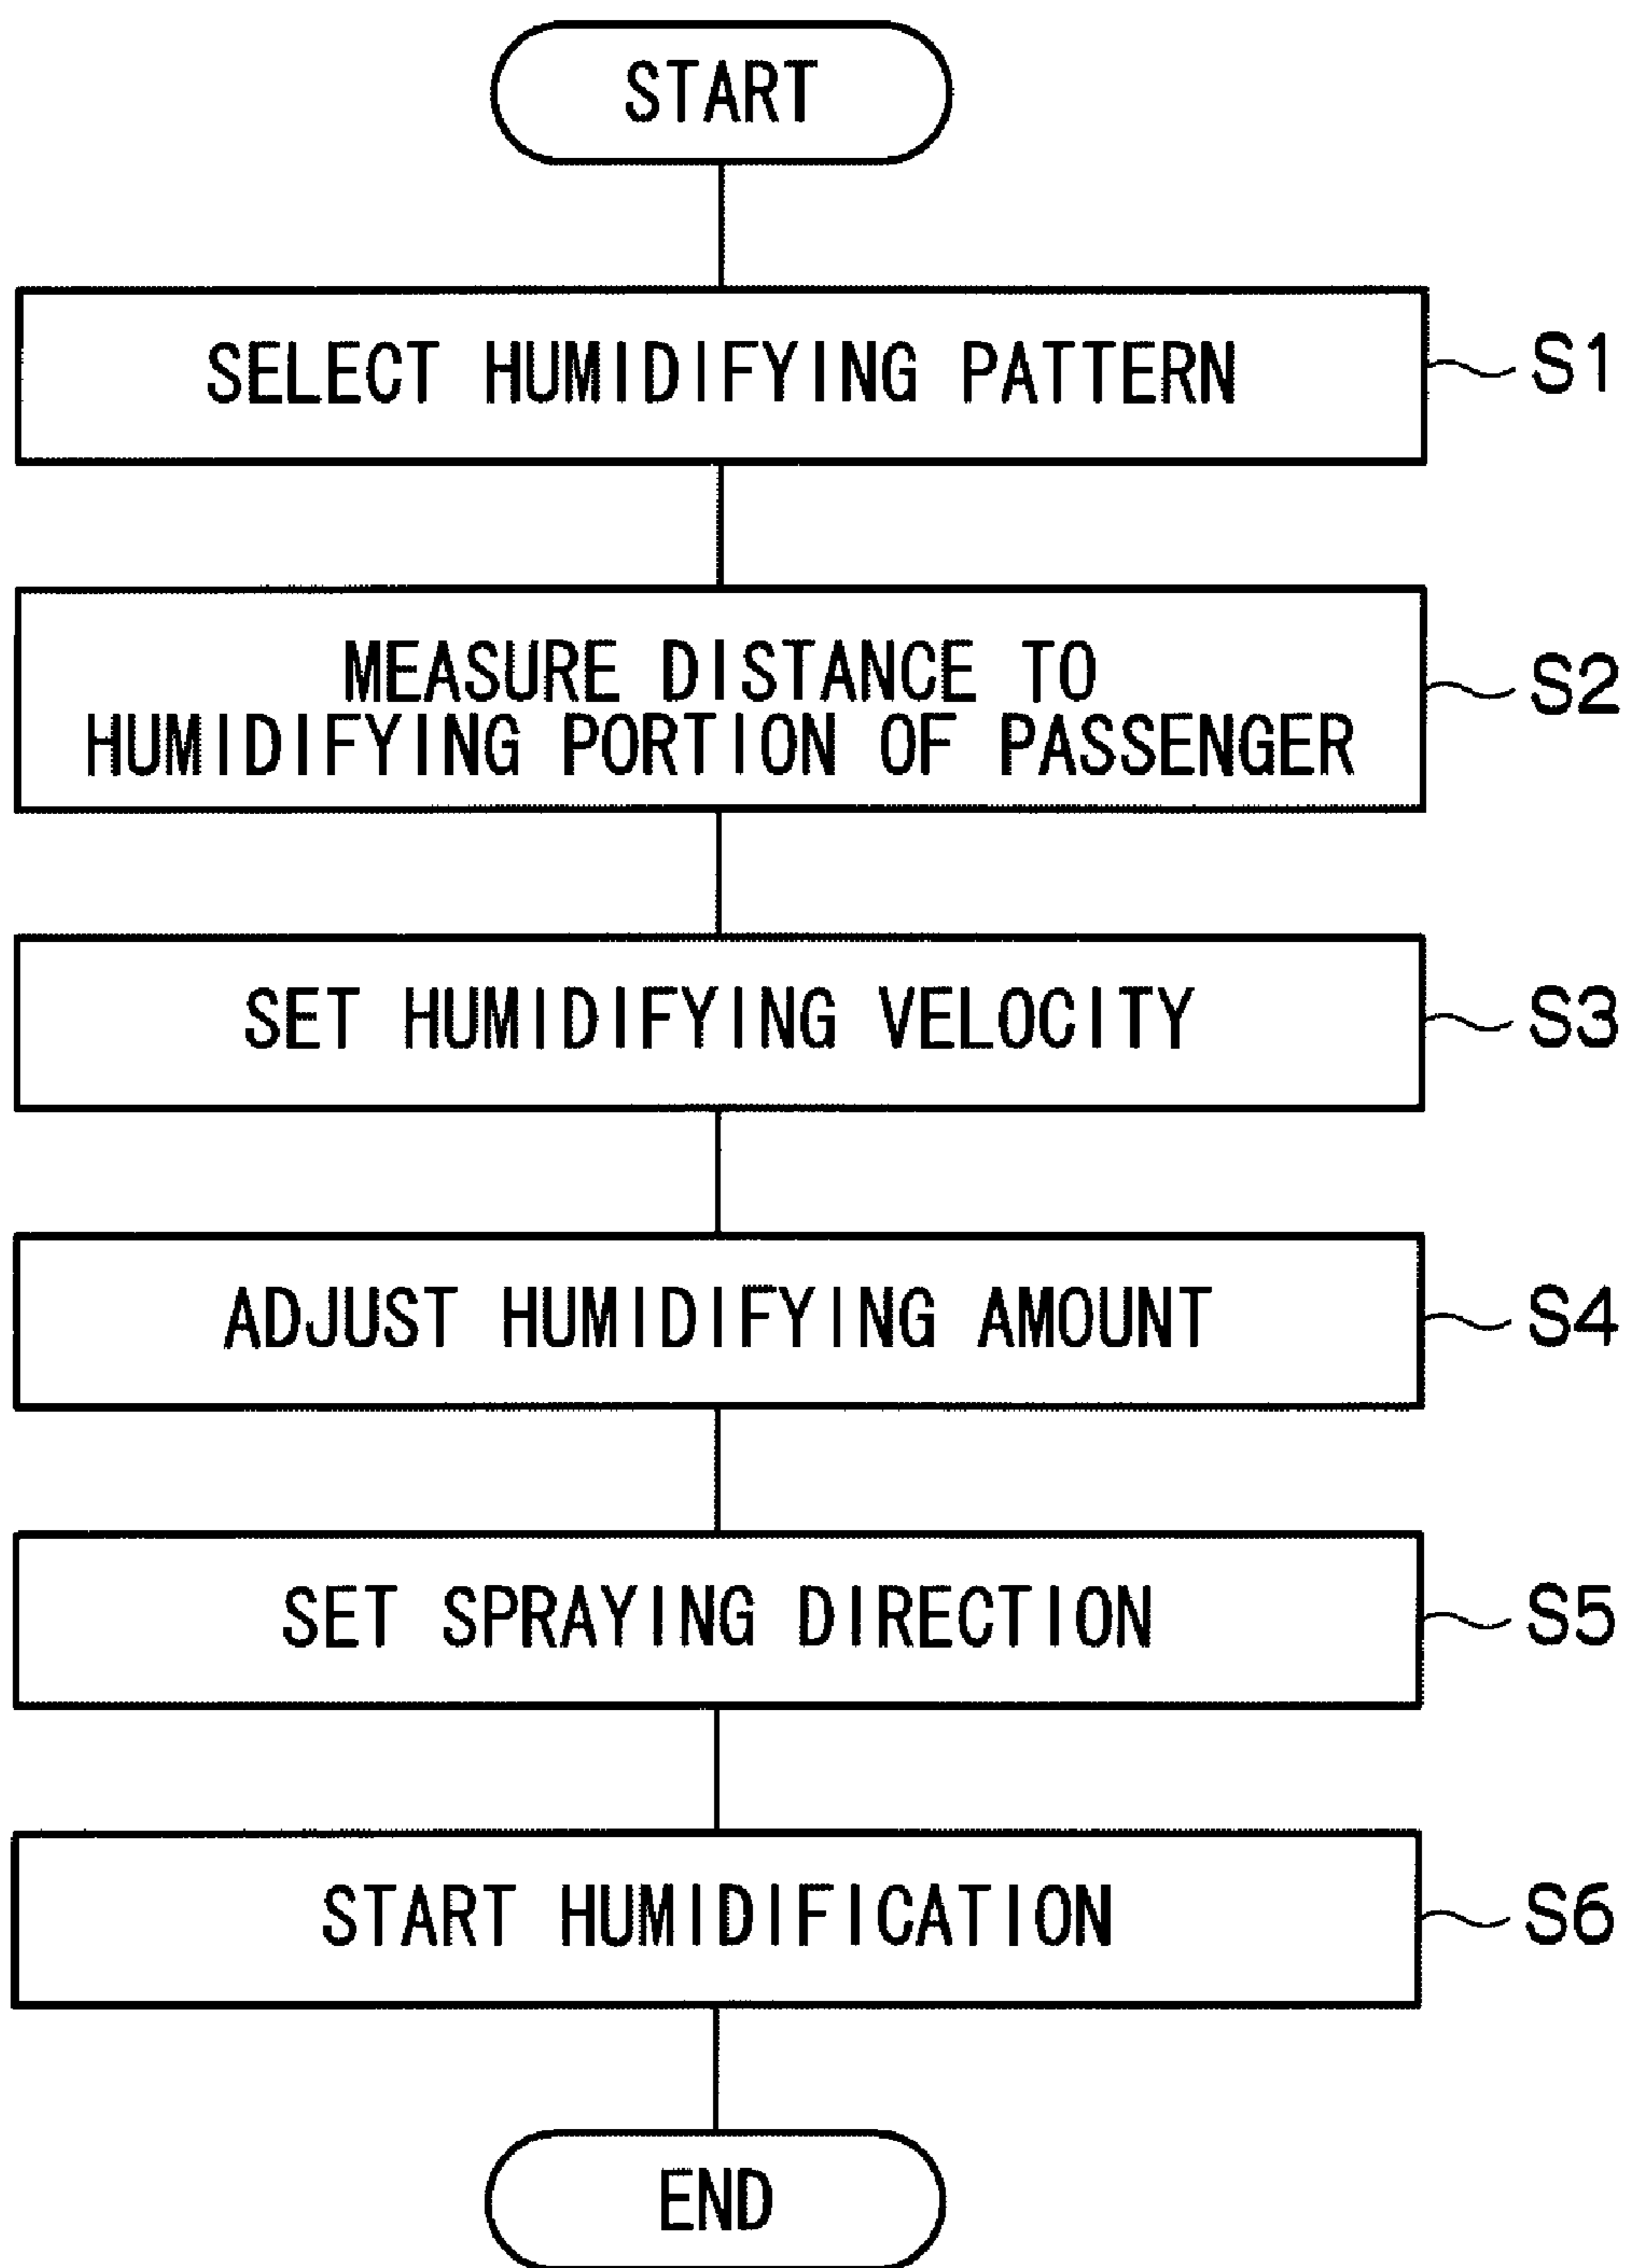 START
SELECT HUMIDIFYING PATTERN
S1
MEASURE DISTANCE TO
HUMIDIFYING PORTION OF PASSENGER
S2
SET HUMIDIFYING VELOCITY
S3
ADJUST HUMIDIFYING AMOUNT
S4
SET SPRAYING DIRECTION
S5
START HUMIDIFICATION
S6
END